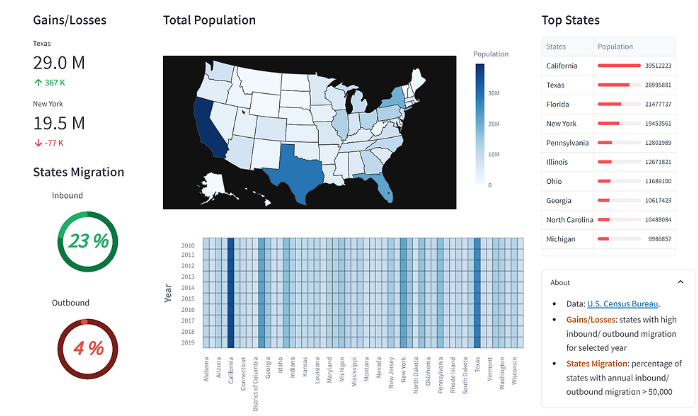 Gains/Losses
Texas
29.0 M
↑ 367 K
New York
19.5 M
↓ -77 K
States Migration
Inbound
23 %
Outbound
4 %
Total Population
Population
30M
20M
10M
0
Year
2010
2011
2012
2013
2014
2015
2016
2017
2018
2019
Alabama
Arizona
California
Connecticut
District of Columbia
Georgia
Idaho
Indiana
Kansas
Louisiana
Maryland
Michigan
Mississippi
Montana
Nevada
New Jersey
New York
North Dakota
Oklahoma
Pennsylvania
Rhode Island
South Dakota
Texas
Vermont
Washington
Wisconsin
Top States
States Population
California 39512223
Texas 28995881
Florida 21477737
New York 19453561
Pennsylvania 12801989
Illinois 12671821
Ohio 11689100
Georgia 10617423
North Carolina 10488084
Michigan 9986857
About
• Data: U.S. Census Bureau.
• Gains/Losses: states with high
inbound/ outbound migration
for selected year
• States Migration: percentage of
states with annual inbound/
outbound migration > 50,000